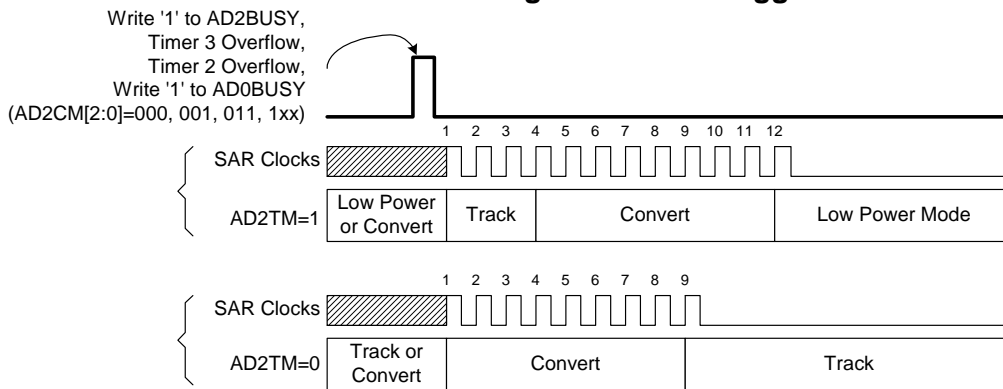 Write '1' to AD2BUSY,
Timer 3 Overflow,
Timer 2 Overflow,
Write '1' to AD0BUSY
(AD2CM[2:0]=000, 001, 011, 1xx)
1 2 3 4 5 6 7 8 9 10 11 12
SAR Clocks
AD2TM=1
Low Power
or Convert
Track
Convert
Low Power Mode
1 2 3 4 5 6 7 8 9
SAR Clocks
AD2TM=0
Track or
Convert
Convert
Track